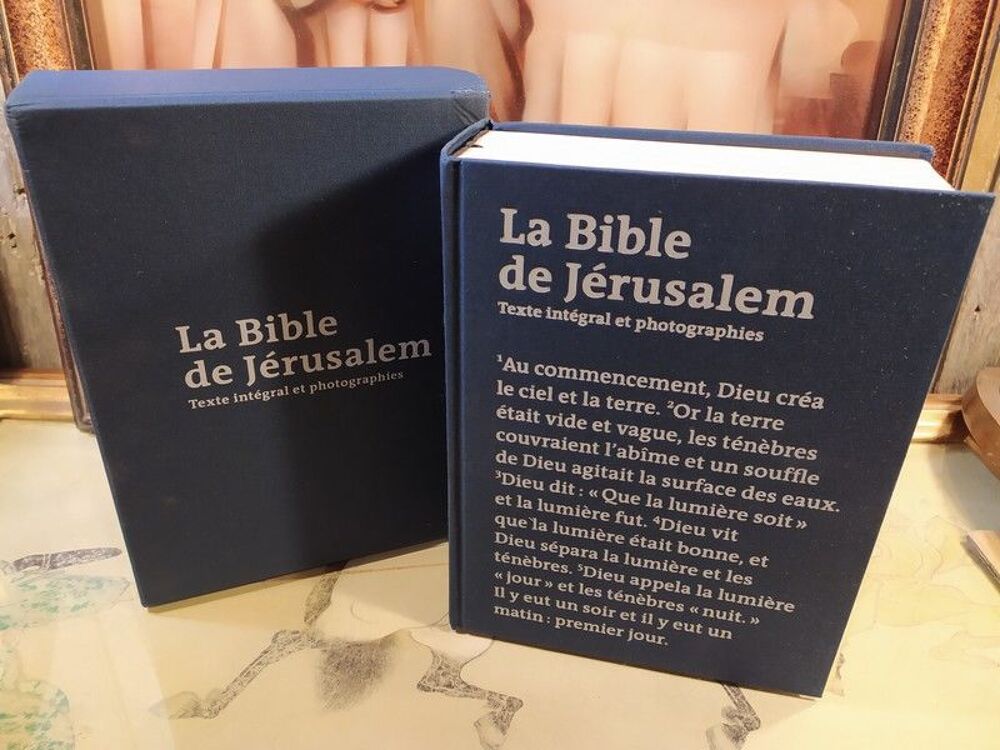 La Bible
de Jérusalem
Texte intégral et photographies
La Bible
de Jérusalem
Texte intégral et photographies
¹Au commencement, Dieu créa
le ciel et la terre. ²Or la terre
était vide et vague, les ténèbres
couvraient l'abîme et un souffle
de Dieu agitait la surface des eaux.
³Dieu dit : « Que la lumière soit »
et la lumière fut. ⁴Dieu vit
que la lumière était bonne, et
Dieu sépara la lumière et les
ténèbres. ⁵Dieu appela la lumière
« jour » et les ténèbres « nuit. »
Il y eut un soir et il y eut un
matin : premier jour.